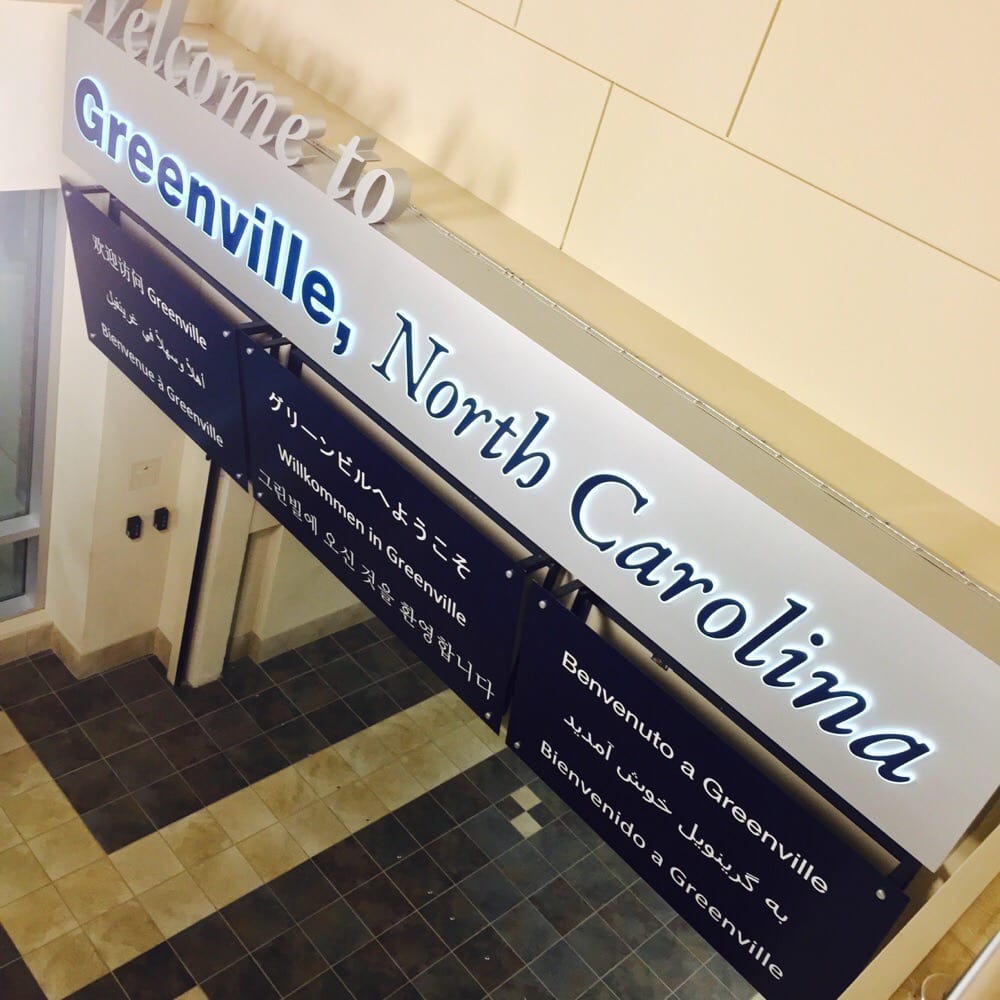 Welcome to
Greenville, North Carolina
欢迎访问 Greenville
أهلاً وسهلاً في غرينفيل
Bienvenue à Greenville
グリーンビルへようこそ
Willkommen in Greenville
그린빌에 오신 것을 환영합니다
Benvenuto a Greenville
به گرینویل خوش آمدید
Bienvenido a Greenville